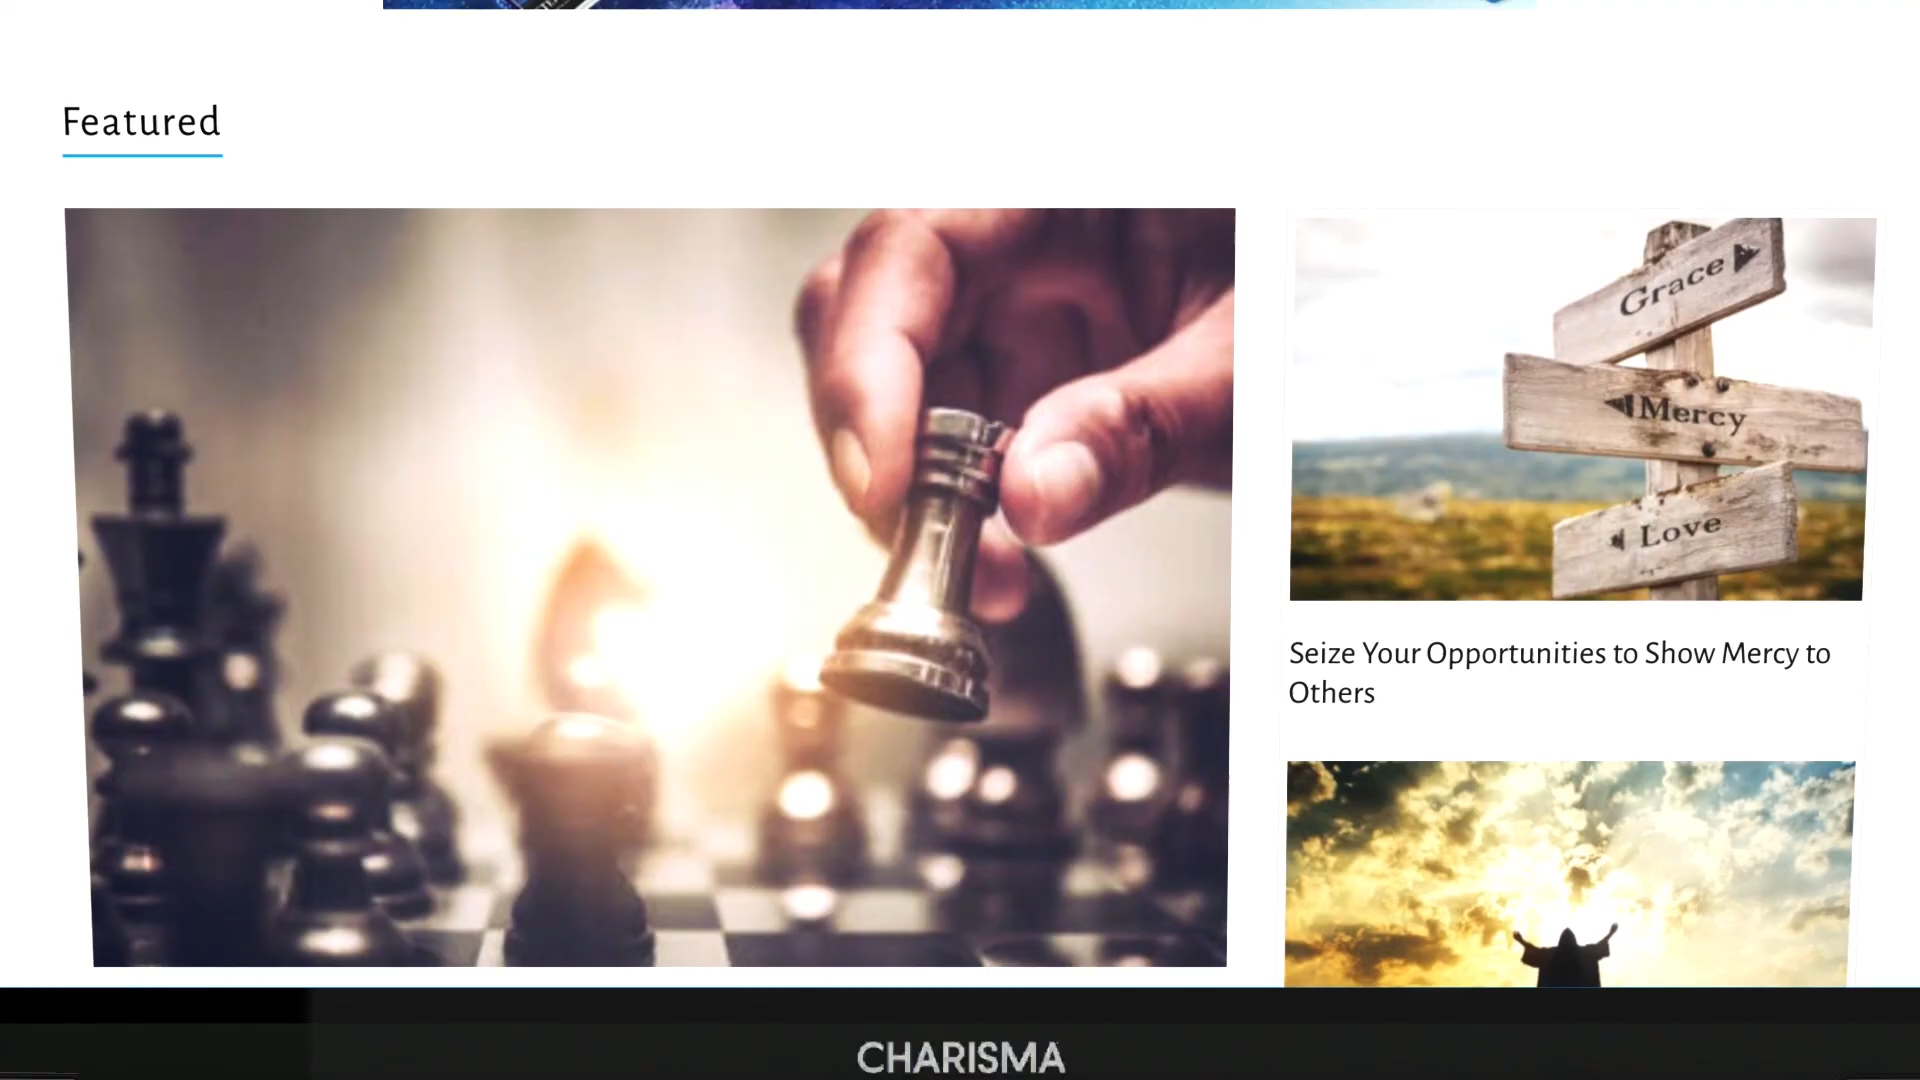 Featured
Grace
Mercy
Love
Seize Your Opportunities to Show Mercy to
Others
CHARISMA